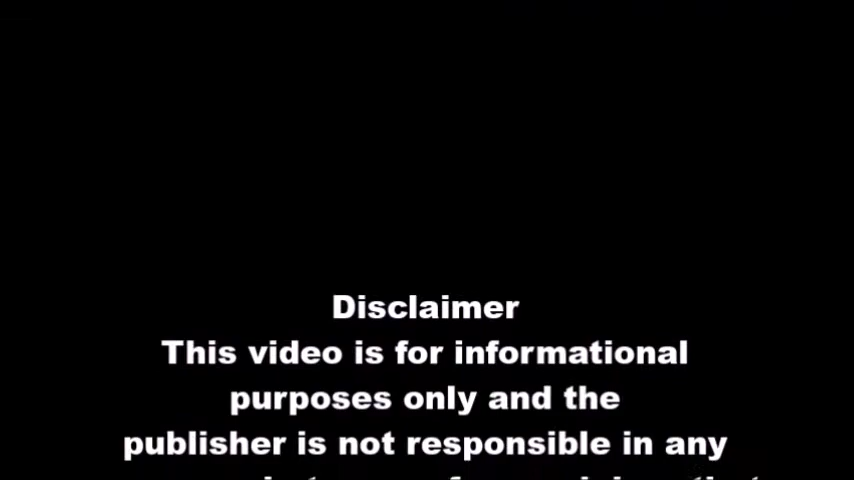 Disclaimer
This video is for informational
purposes only and the
publisher is not responsible in any